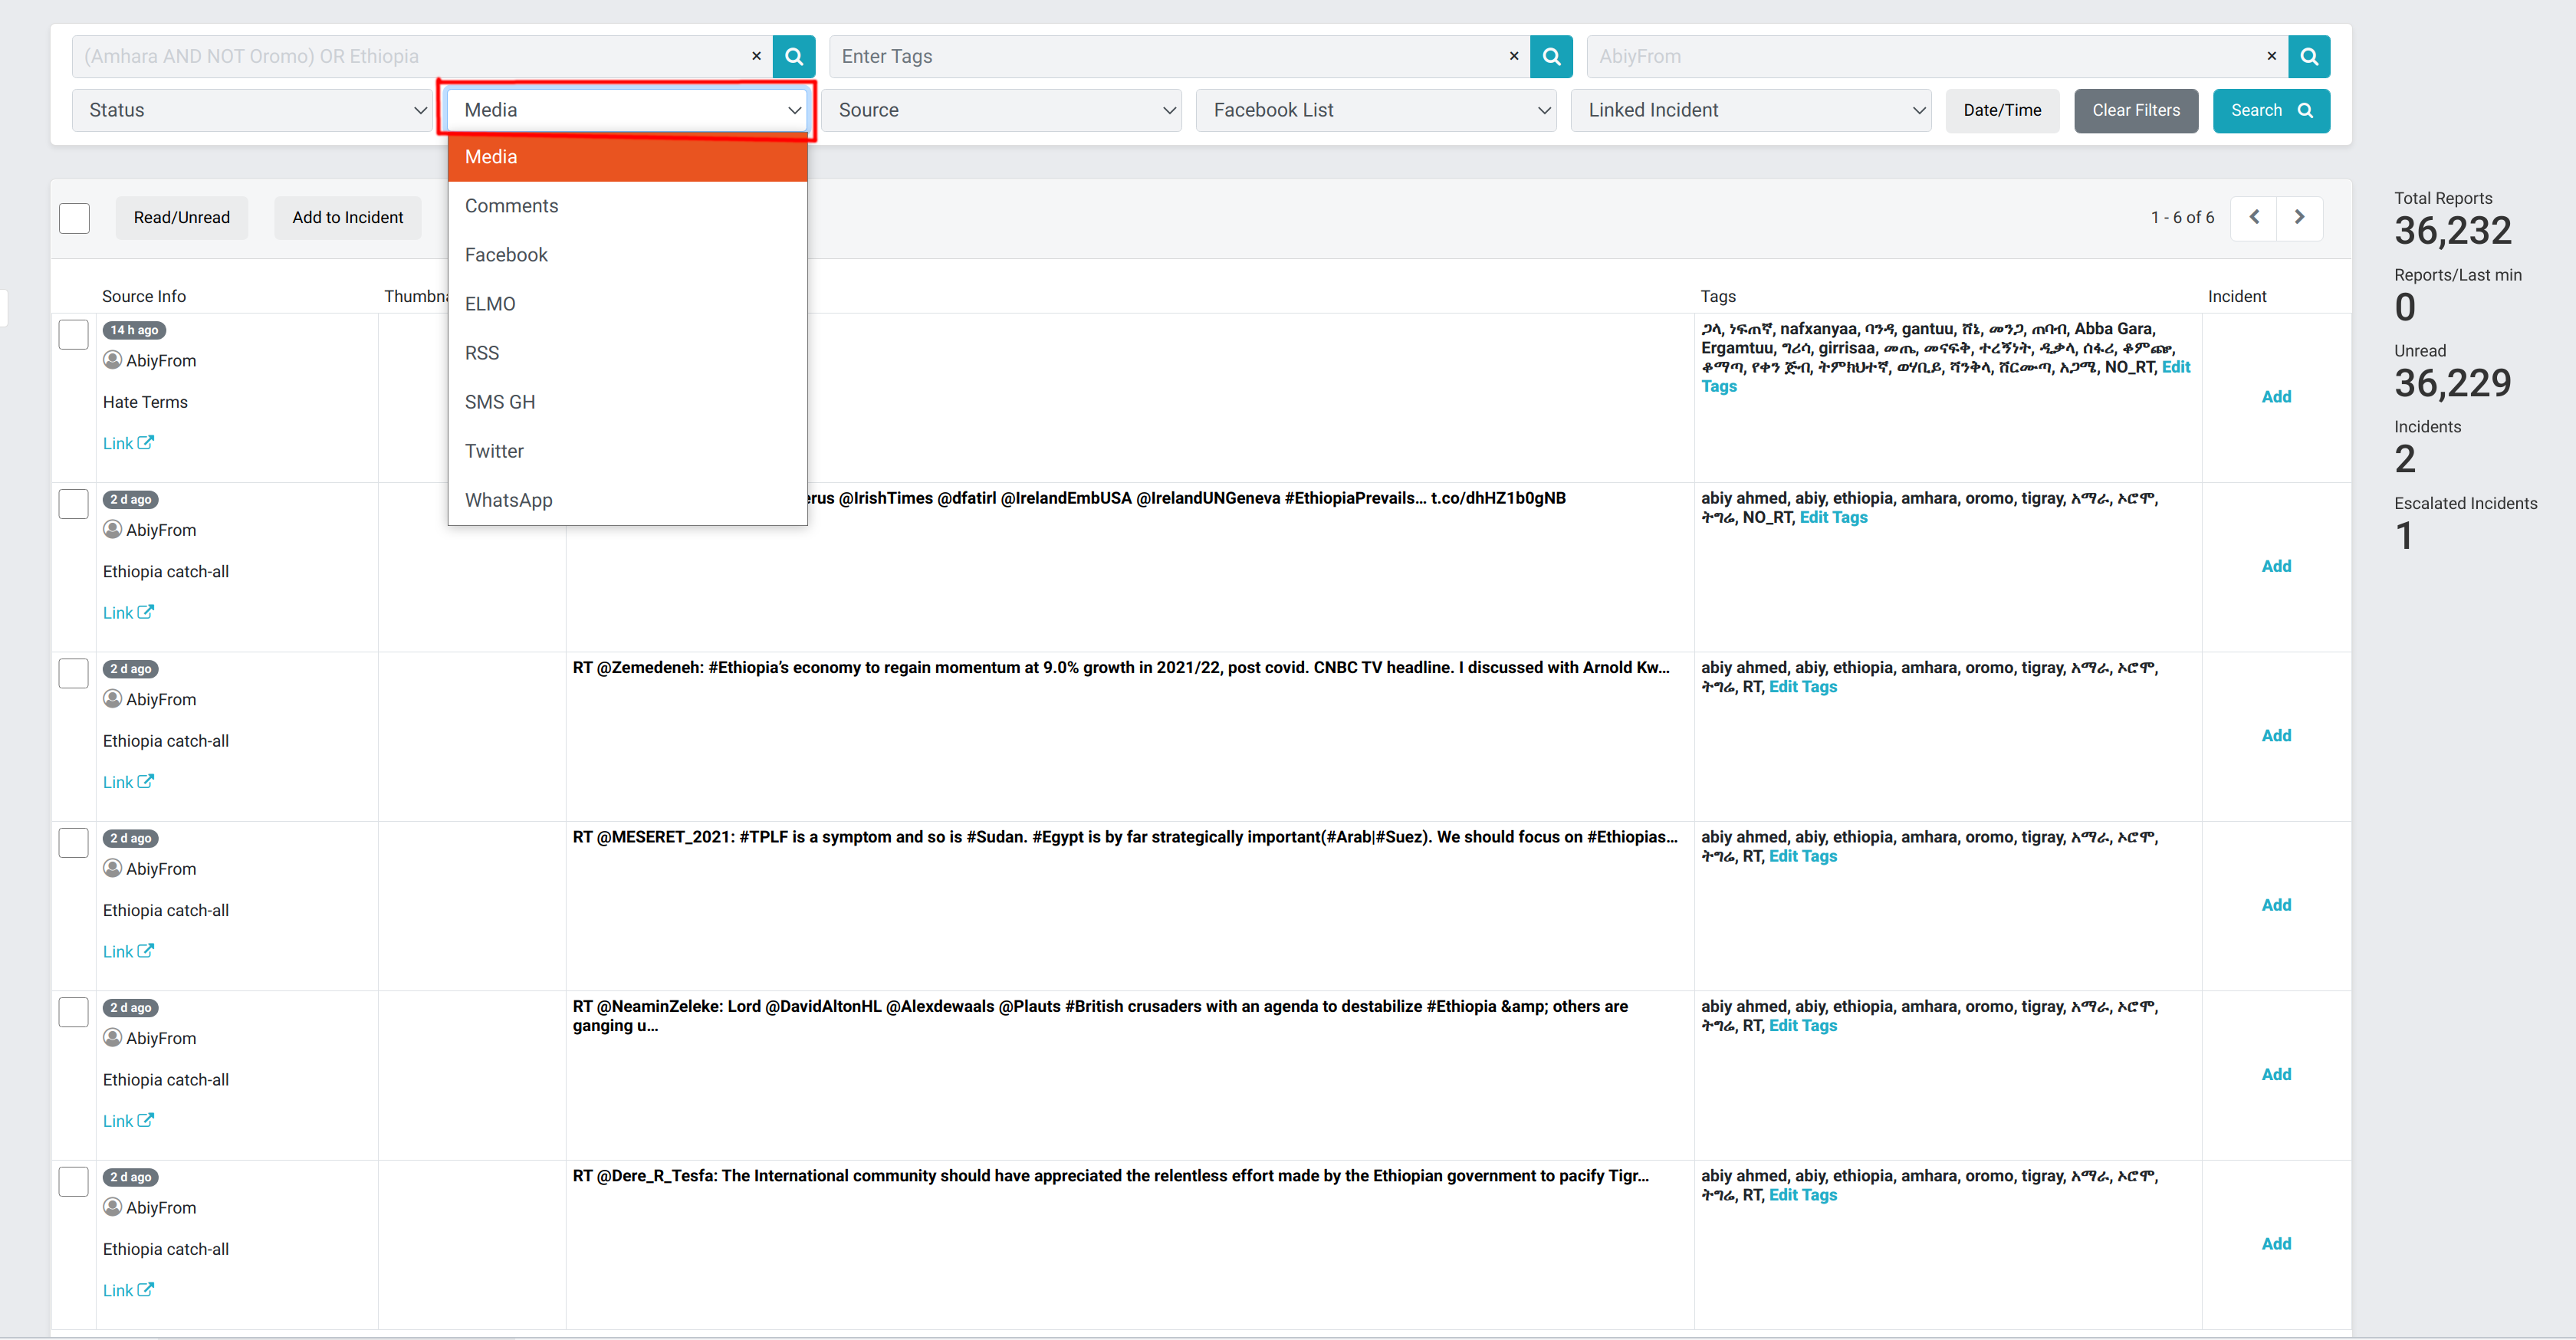 (Amhara AND NOT Oromo) OR Ethiopia ×
Enter Tags ×
AbiyFrom ×
Status
Media
Source
Facebook List
Linked Incident
Date/Time
Clear Filters
Search
Media
Comments
Facebook
ELMO
RSS
SMS GH
Twitter
WhatsApp
Read/Unread
Add to Incident
1 - 6 of 6
Total Reports
36,232
Reports/Last min
0
Unread
36,229
Incidents
2
Escalated Incidents
1
Source Info
Thumbna
Tags
Incident
14 h ago
AbiyFrom
Hate Terms
Link
ጋላ, ነፍጠኛ, nafxanyaa, ባንዳ, gantuu, ሸኔ, መንጋ, ጠባብ, Abba Gara,
Ergamtuu, ግሪሳ, girrisaa, መጤ, መናፍቅ, ተረኝነት, ዲቃላ, ሰፋሪ, ቆምጬ,
ቆማጣ, የቀን ጅብ, ትምክህተኛ, ወሃቢይ, ሻንቅላ, ሸርሙጣ, አጋሜ, NO_RT, Edit
Tags
Add
2 d ago
AbiyFrom
Ethiopia catch-all
Link
erus @IrishTimes @dfatirl @IrelandEmbUSA @IrelandUNGeneva #EthiopiaPrevails... t.co/dhHZ1b0gNB
abiy ahmed, abiy, ethiopia, amhara, oromo, tigray, አማራ, ኦሮሞ,
ትግሬ, NO_RT, Edit Tags
Add
2 d ago
AbiyFrom
Ethiopia catch-all
Link
RT @Zemedeneh: #Ethiopia’s economy to regain momentum at 9.0% growth in 2021/22, post covid. CNBC TV headline. I discussed with Arnold Kw...
abiy ahmed, abiy, ethiopia, amhara, oromo, tigray, አማራ, ኦሮሞ,
ትግሬ, RT, Edit Tags
Add
2 d ago
AbiyFrom
Ethiopia catch-all
Link
RT @MESERET_2021: #TPLF is a symptom and so is #Sudan. #Egypt is by far strategically important(#Arab|#Suez). We should focus on #Ethiopias...
abiy ahmed, abiy, ethiopia, amhara, oromo, tigray, አማራ, ኦሮሞ,
ትግሬ, RT, Edit Tags
Add
2 d ago
AbiyFrom
Ethiopia catch-all
Link
RT @NeaminZeleke: Lord @DavidAltonHL @Alexdewaals @Plauts #British crusaders with an agenda to destabilize #Ethiopia &amp; others are
ganging u...
abiy ahmed, abiy, ethiopia, amhara, oromo, tigray, አማራ, ኦሮሞ,
ትግሬ, RT, Edit Tags
Add
2 d ago
AbiyFrom
Ethiopia catch-all
Link
RT @Dere_R_Tesfa: The International community should have appreciated the relentless effort made by the Ethiopian government to pacify Tigr...
abiy ahmed, abiy, ethiopia, amhara, oromo, tigray, አማራ, ኦሮሞ,
ትግሬ, RT, Edit Tags
Add